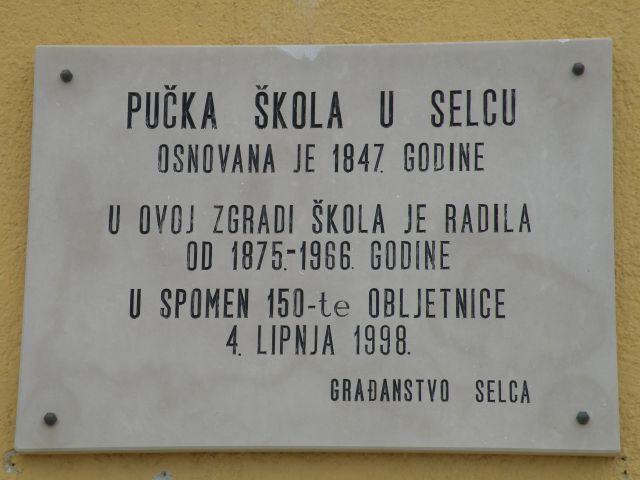 PUČKA ŠKOLA U SELCU
OSNOVANA JE 1847. GODINE
U OVOJ ZGRADI ŠKOLA JE RADILA
OD 1875.-1966. GODINE
U SPOMEN 150-te OBLJETNICE
4. LIPNJA 1998.
GRAĐANSTVO SELCA